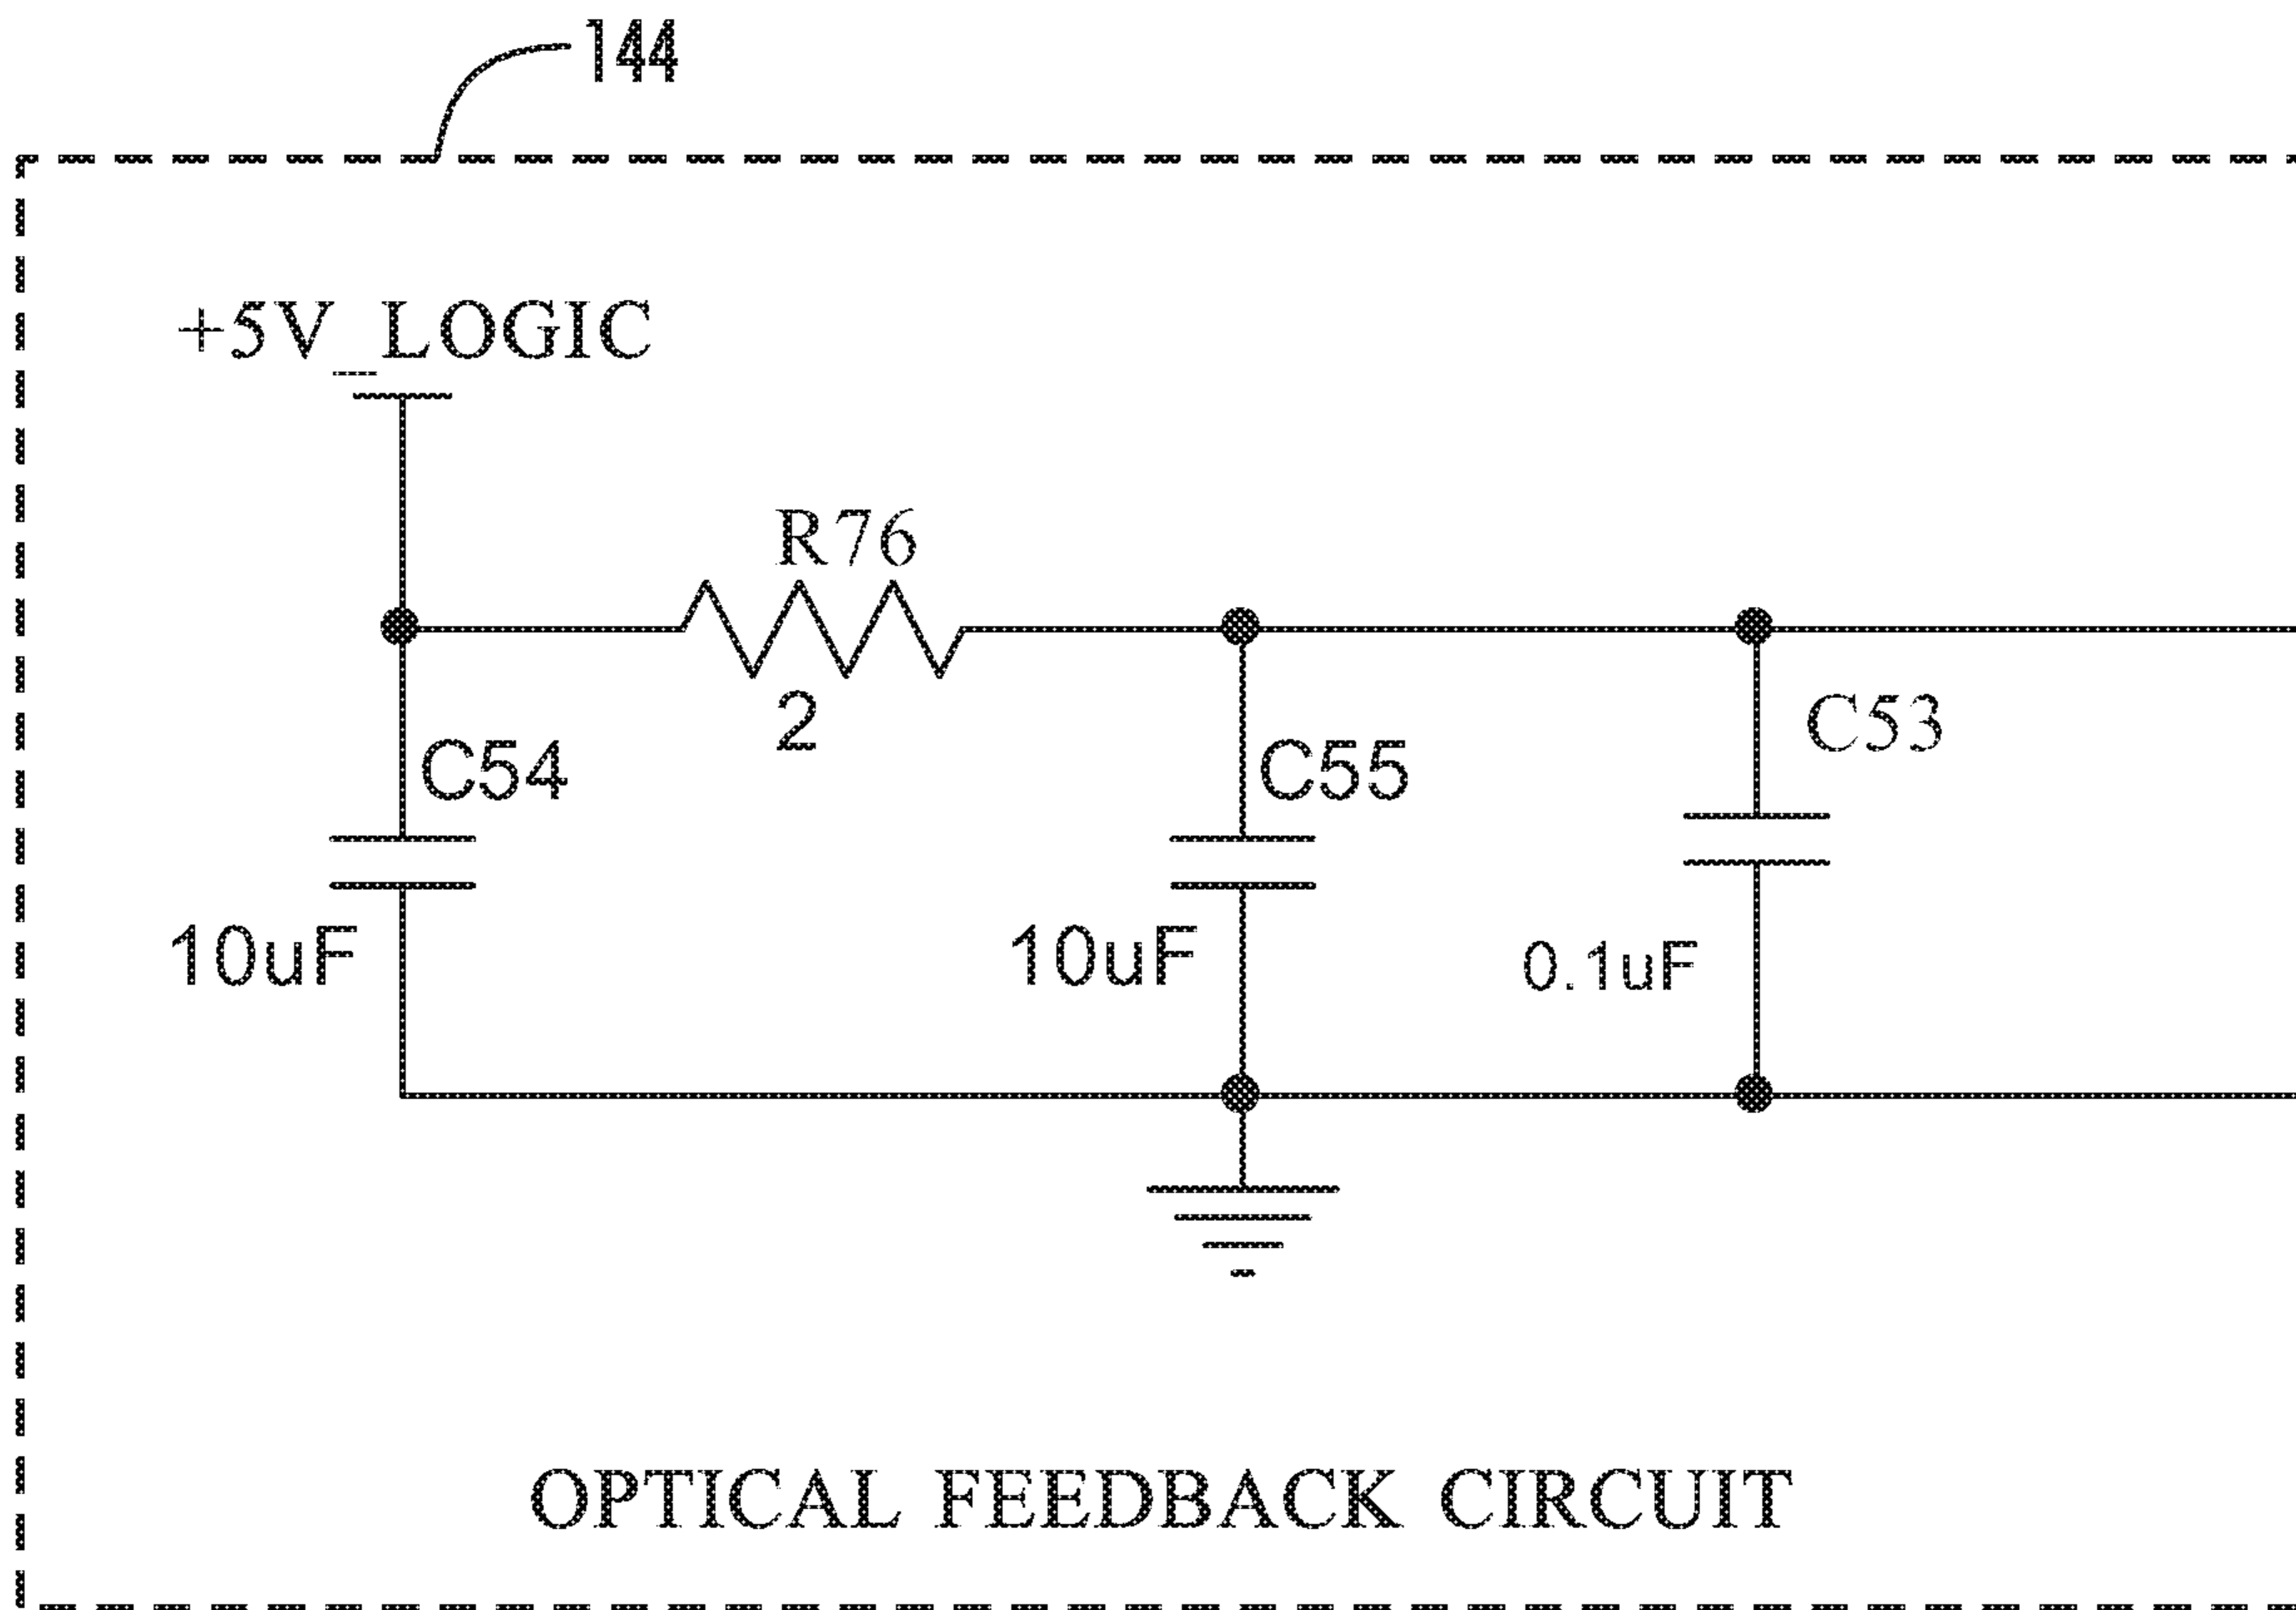 144
+5V_LOGIC
R76
2
C53
C54
C55
10uF
10uF
0.1uF
OPTICAL FEEDBACK CIRCUIT